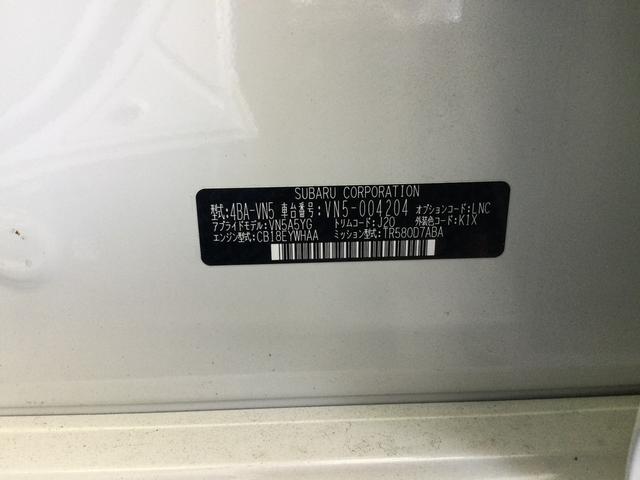 SUBARU CORPORATION
型式:4BA-VN5 車台番号:VN5-004204 オプションコード:LNC
アプライドモデル:VN5A5YG トリムコード:J20 外装色コード:K1X
エンジン型式:CB18EYWHAA ミッション型式:TR580D7ABA